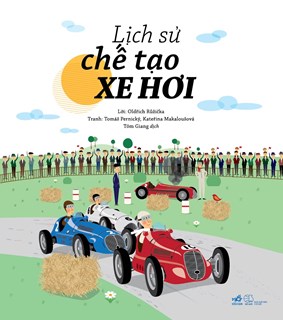 Lịch sử
chế tạo
XE HƠI
Lời: Oldřich Růžička
Tranh: Tomáš Pernický, Kateřina Makaloušová
Tôm Giang dịch